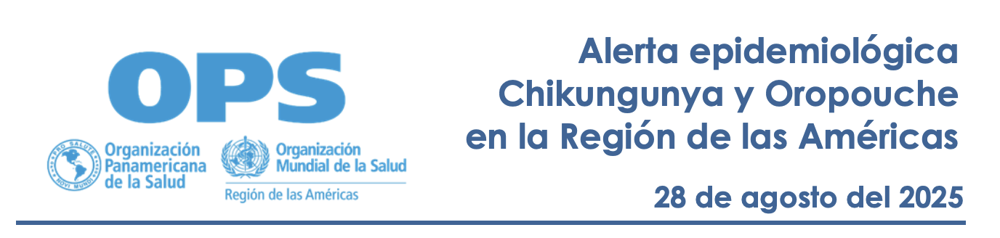 OPS
PRO SALUTE
NOVI MUNDI
Organización
Panamericana
de la Salud
Organización
Mundial de la Salud
Región de las Américas
Alerta epidemiológica
Chikungunya y Oropouche
en la Región de las Américas
28 de agosto del 2025